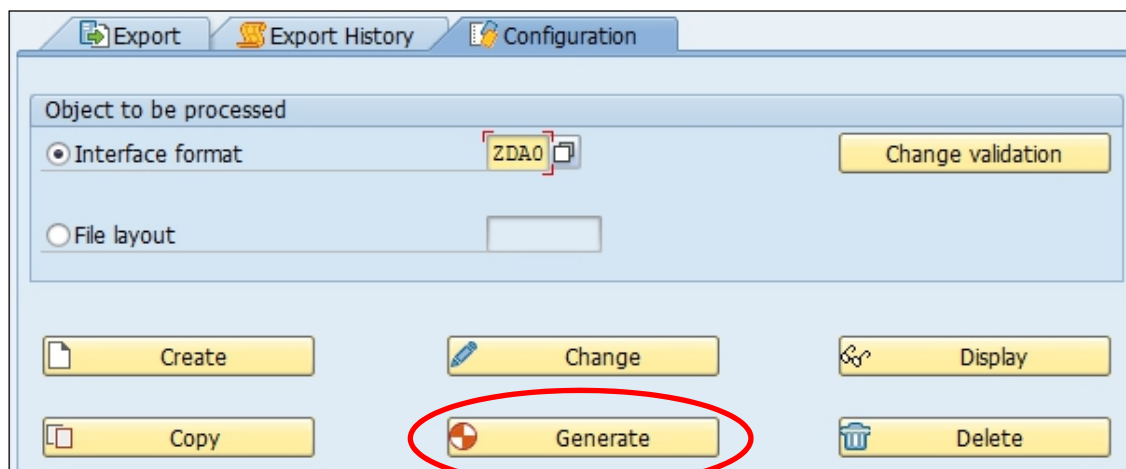 Export Export History Configuration
Object to be processed
Interface format ZDA0 Change validation
File layout
Create Change Display
Copy Generate Delete